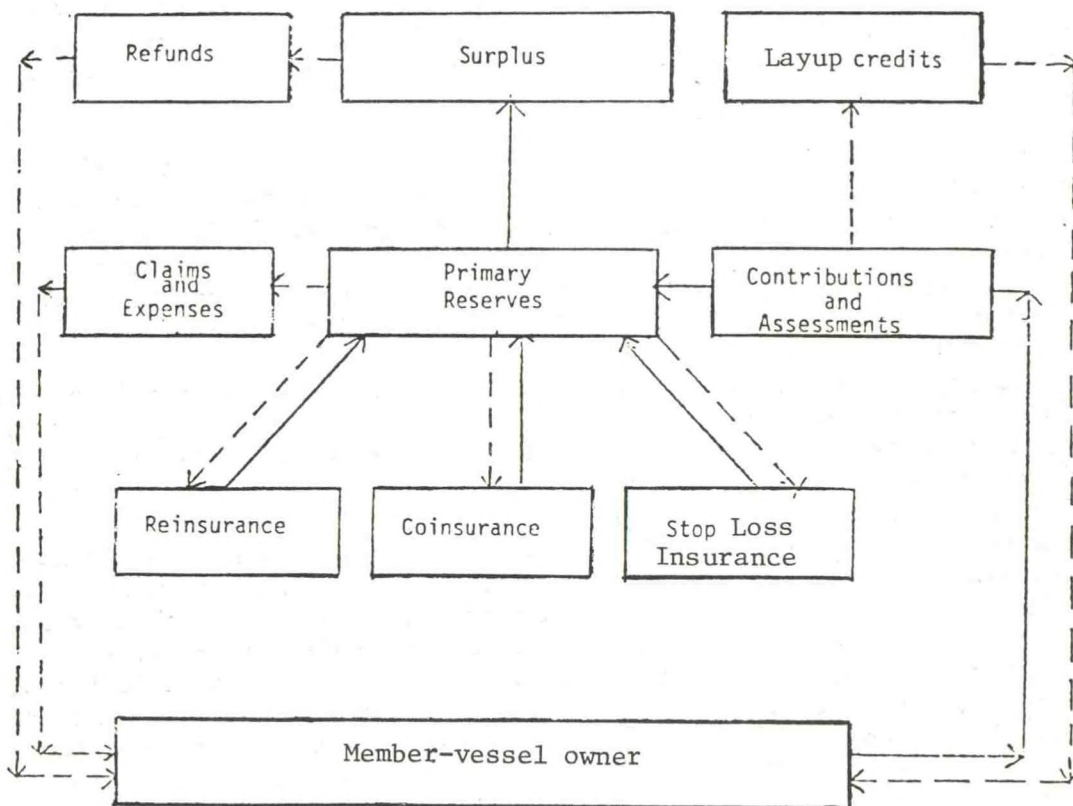 Refunds
Surplus
Layup credits
Claims
and
Expenses
Primary
Reserves
Contributions
and
Assessments
Reinsurance
Coinsurance
Stop Loss
Insurance
Member-vessel owner